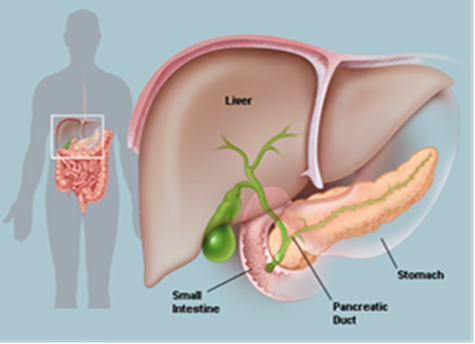 Liver
Stomach
Small
Intestine
Pancreatic
Duct